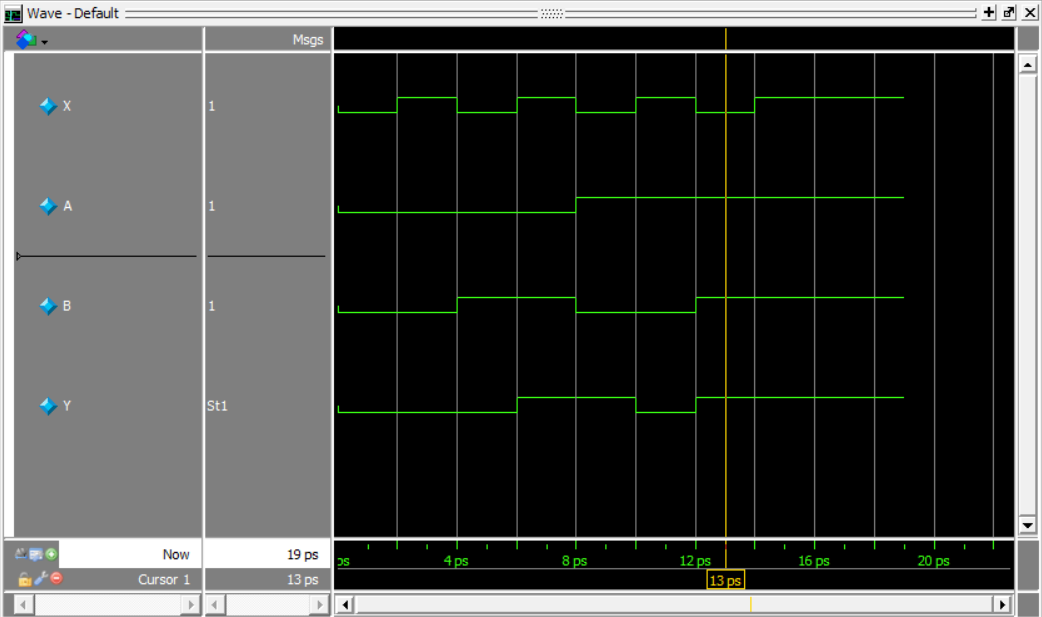 Wave - Default
Msgs
X 1
A 1
B 1
Y St1
Now 19 ps
ps 4 ps 8 ps 12 ps 16 ps 20 ps
Cursor 1 13 ps
13 ps